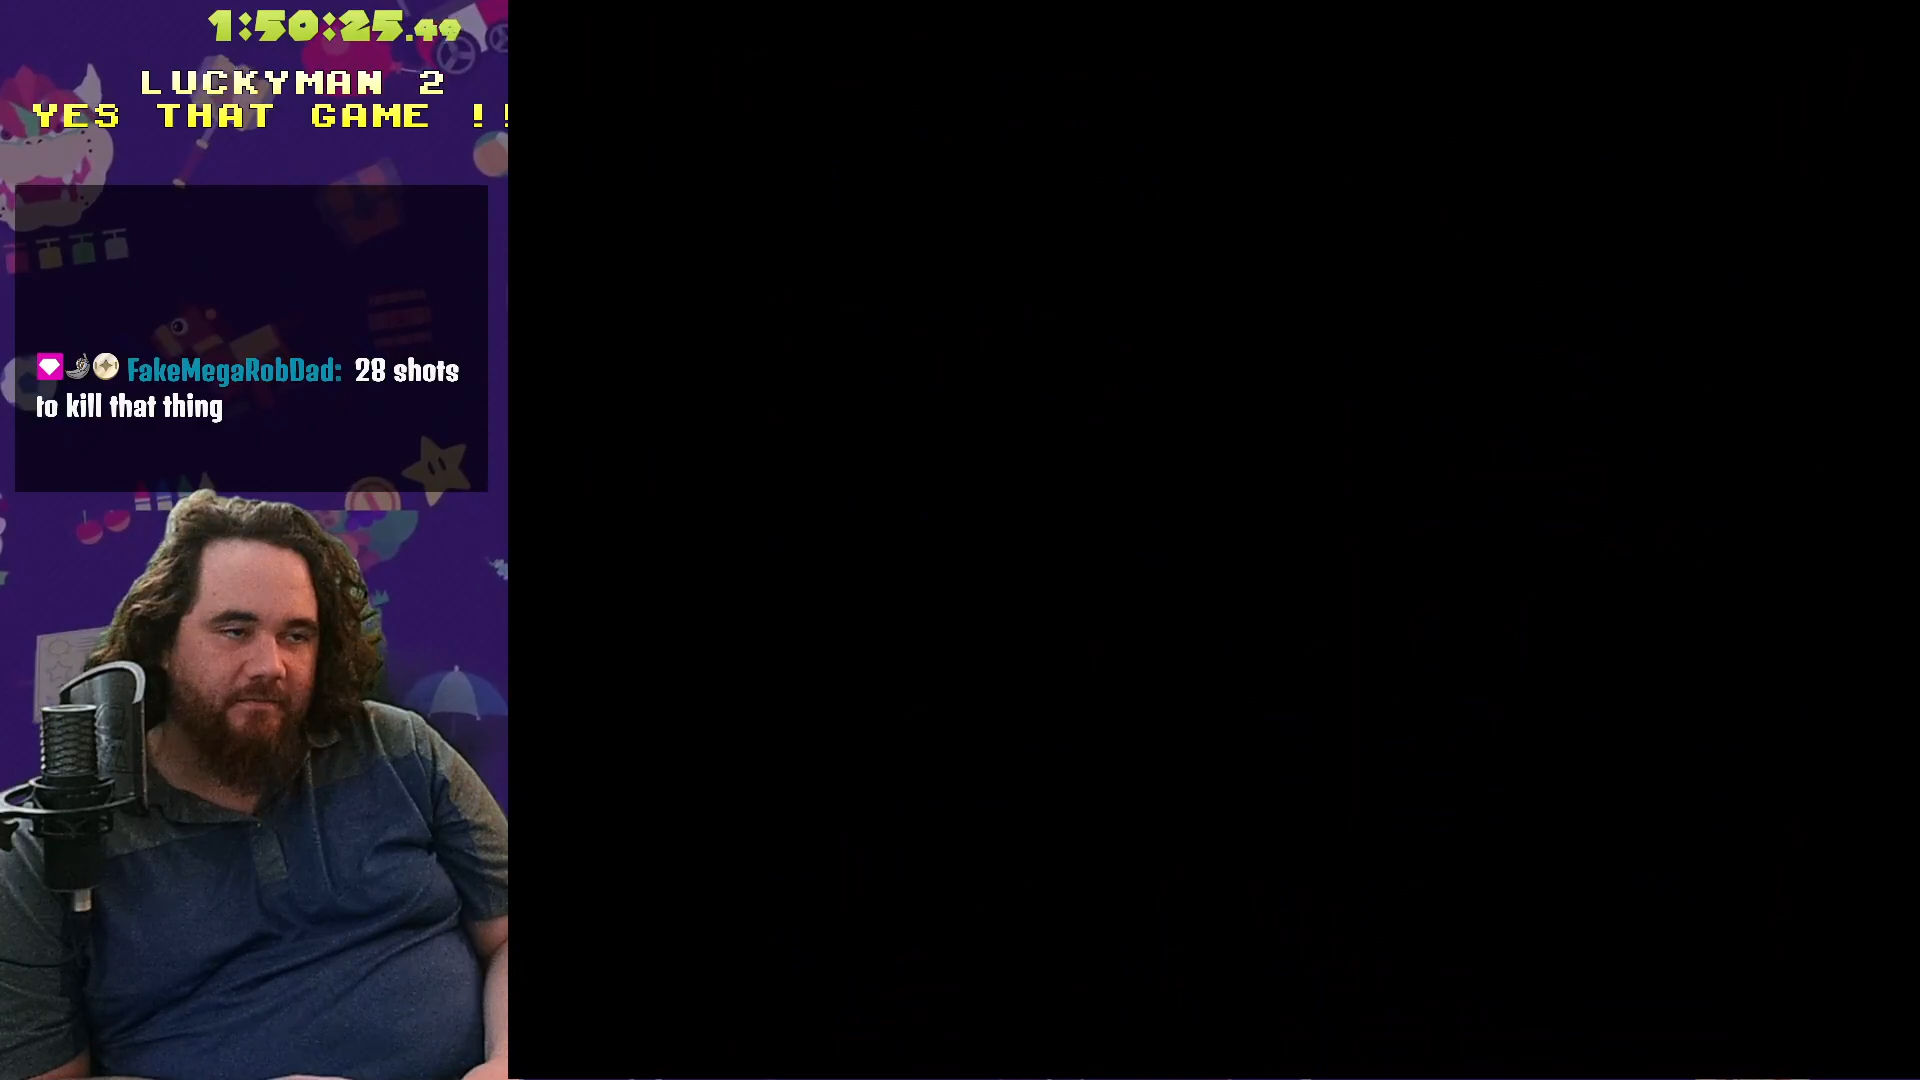 1:50:25.49
LUCKYMAN 2
YES THAT GAME !!
FakeMegaRobDad: 28 shots
to kill that thing